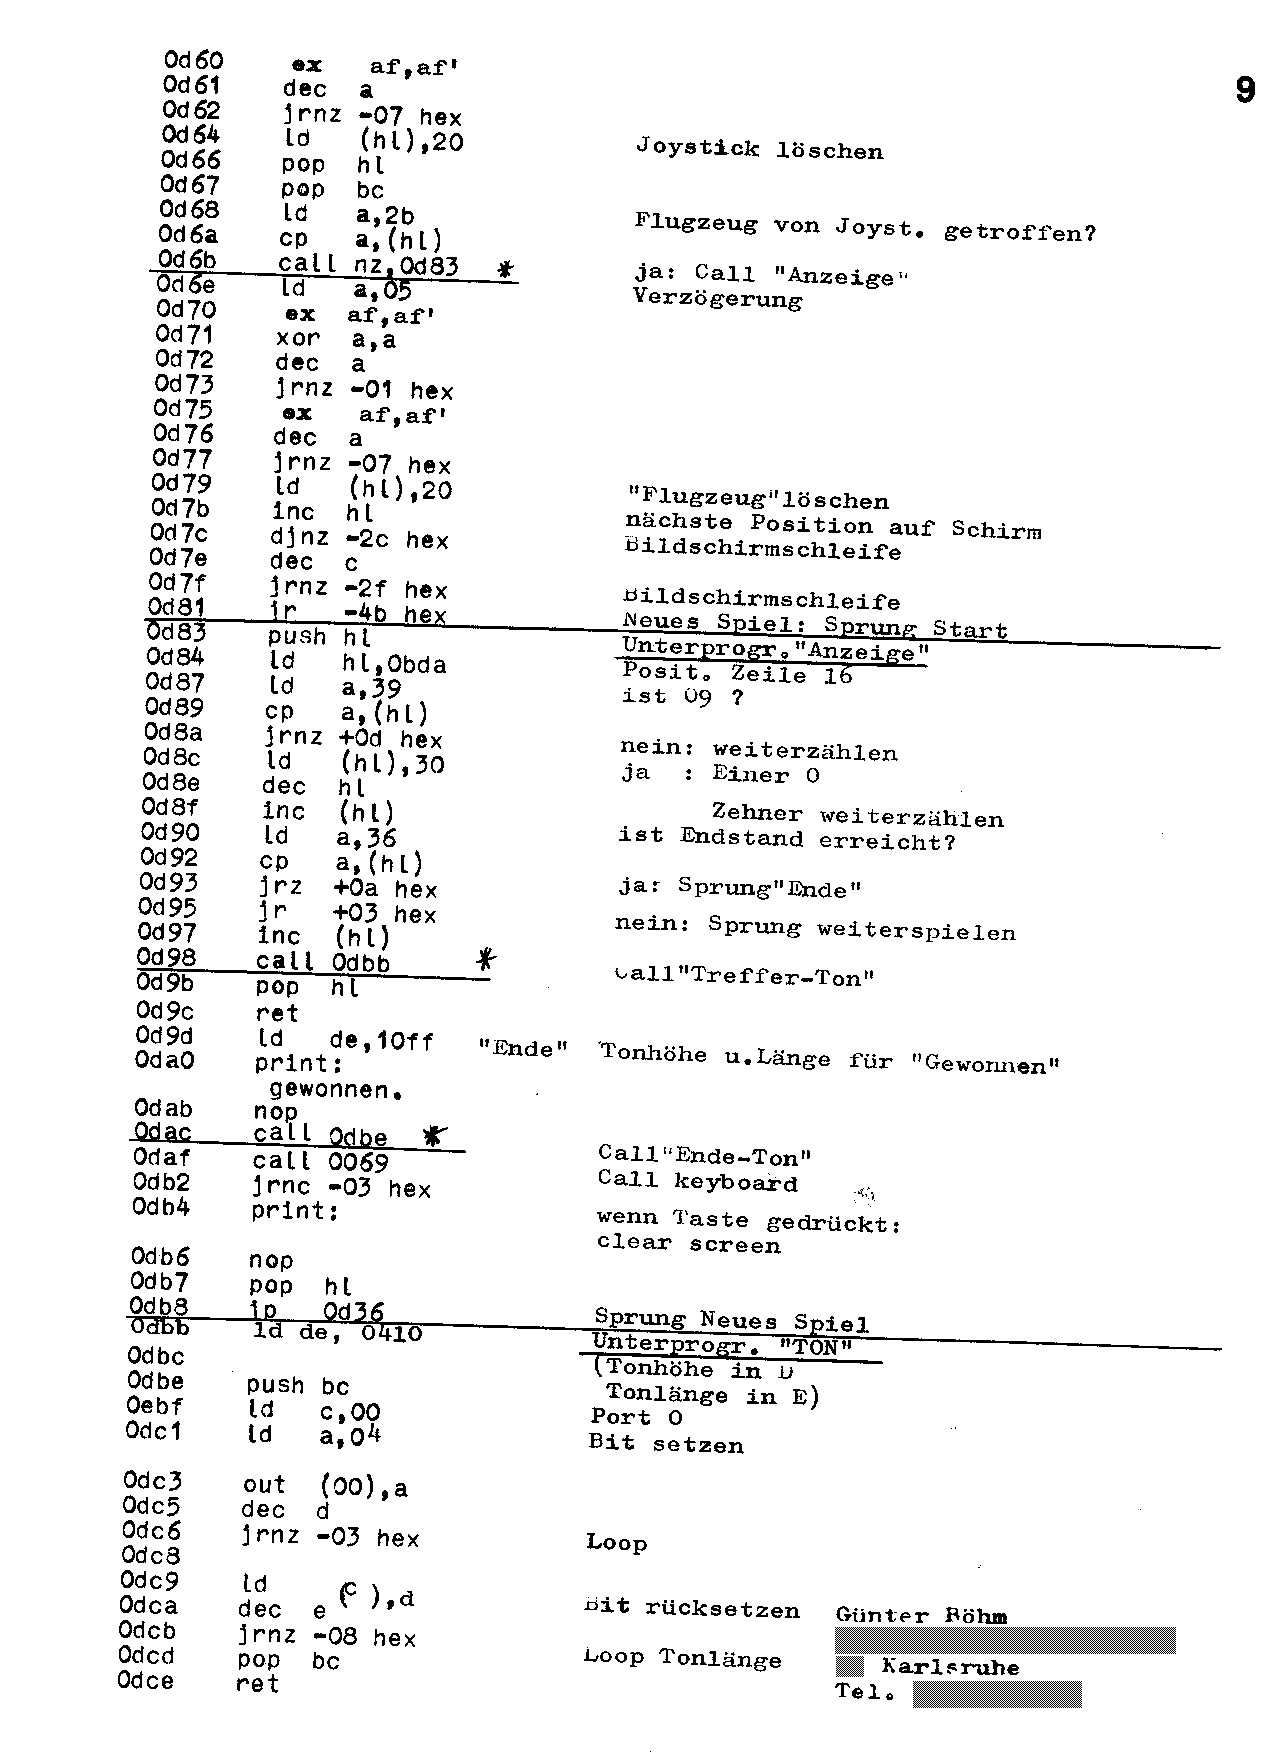 9
0d60 ex af,af'
0d61 dec a
0d62 jrnz -07 hex
0d64 ld (hl),20 Joystick löschen
0d66 pop hl
0d67 pop bc
0d68 ld a,2b Flugzeug von Joyst. getroffen?
0d6a cp a,(hl)
0d6b call nz,0d83 * ja: Call "Anzeige"
0d6e ld a,05 Verzögerung
0d70 ex af,af'
0d71 xor a,a
0d72 dec a
0d73 jrnz -01 hex
0d75 ex af,af'
0d76 dec a
0d77 jrnz -07 hex
0d79 ld (hl),20 "Flugzeug"löschen
0d7b inc hl nächste Position auf Schirm
0d7c djnz -2c hex Bildschirmschleife
0d7e dec c
0d7f jrnz -2f hex Bildschirmschleife
0d81 jr -4b hex Neues Spiel: Sprung Start
0d83 push hl Unterprogr."Anzeige"
0d84 ld hl,0bda Posit. Zeile 16
0d87 ld a,39 ist 09 ?
0d89 cp a,(hl)
0d8a jrnz +0d hex nein: weiterzählen
0d8c ld (hl),30 ja : Einer 0
0d8e dec hl
0d8f inc (hl) Zehner weiterzählen
0d90 ld a,36 ist Endstand erreicht?
0d92 cp a,(hl)
0d93 jrz +0a hex ja: Sprung"Ende"
0d95 jr +03 hex nein: Sprung weiterspielen
0d97 inc (hl)
0d98 call 0dbb * Call"Treffer-Ton"
0d9b pop hl
0d9c ret
0d9d ld de,10ff "Ende" Tonhöhe u.Länge für "Gewonnen"
0da0 print:
gewonnen.
0dab nop
0dac call 0dbe * Call"Ende-Ton"
0daf call 0069 Call keyboard
0db2 jrnc -03 hex
0db4 print: wenn Taste gedrückt:
clear screen
0db6 nop
0db7 pop hl
0db8 jp 0d36 Sprung Neues Spiel
0dbb ld de, 0410 Unterprogr. "TON"
0dbc (Tonhöhe in D
0dbe push bc Tonlänge in E)
0ebf ld c,00 Port 0
0dc1 ld a,04 Bit setzen
0dc3 out (00),a
0dc5 dec d
0dc6 jrnz -03 hex Loop
0dc8
0dc9 ld (c ),d
0dca dec e Bit rücksetzen Günter Böhm
0dcb jrnz -08 hex
0dcd pop bc Loop Tonlänge Karlsruhe
0dce ret Tel.